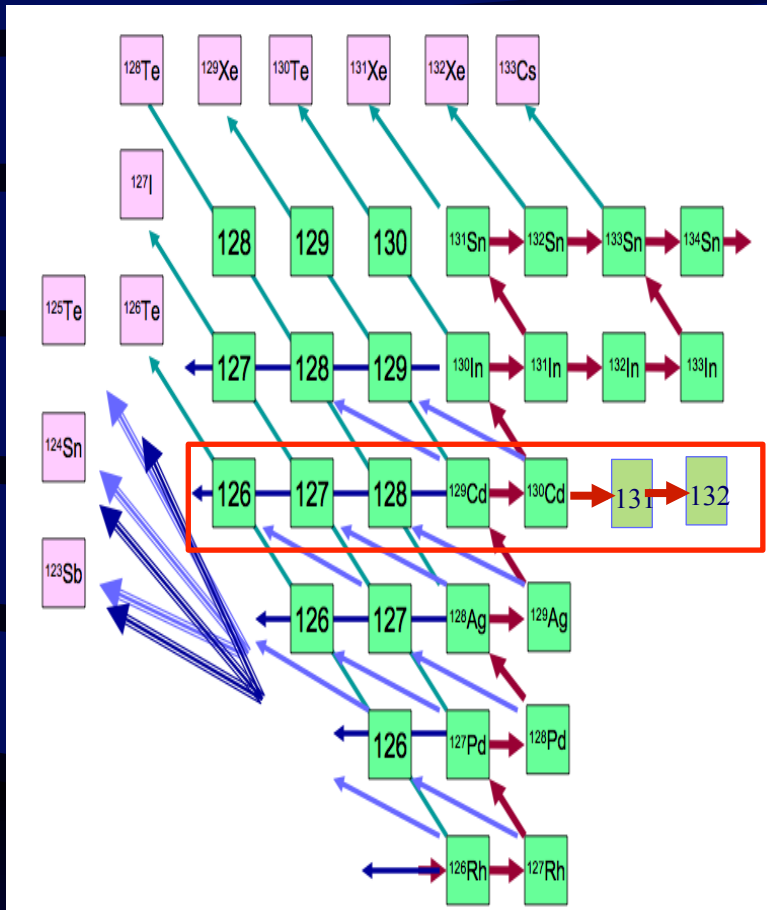 ¹²⁸Te ¹²⁹Xe ¹³⁰Te ¹³¹Xe ¹³²Xe ¹³³Cs
¹²⁷I
128 129 130 ¹³¹Sn ¹³²Sn ¹³³Sn ¹³⁴Sn
¹²⁵Te ¹²⁶Te
127 128 129 ¹³⁰In ¹³¹In ¹³²In ¹³³In
¹²⁴Sn
126 127 128 ¹²⁹Cd ¹³⁰Cd 131 132
¹²³Sb
126 127 ¹²⁸Ag ¹²⁹Ag
126 ¹²⁷Pd ¹²⁸Pd
¹²⁶Rh ¹²⁷Rh